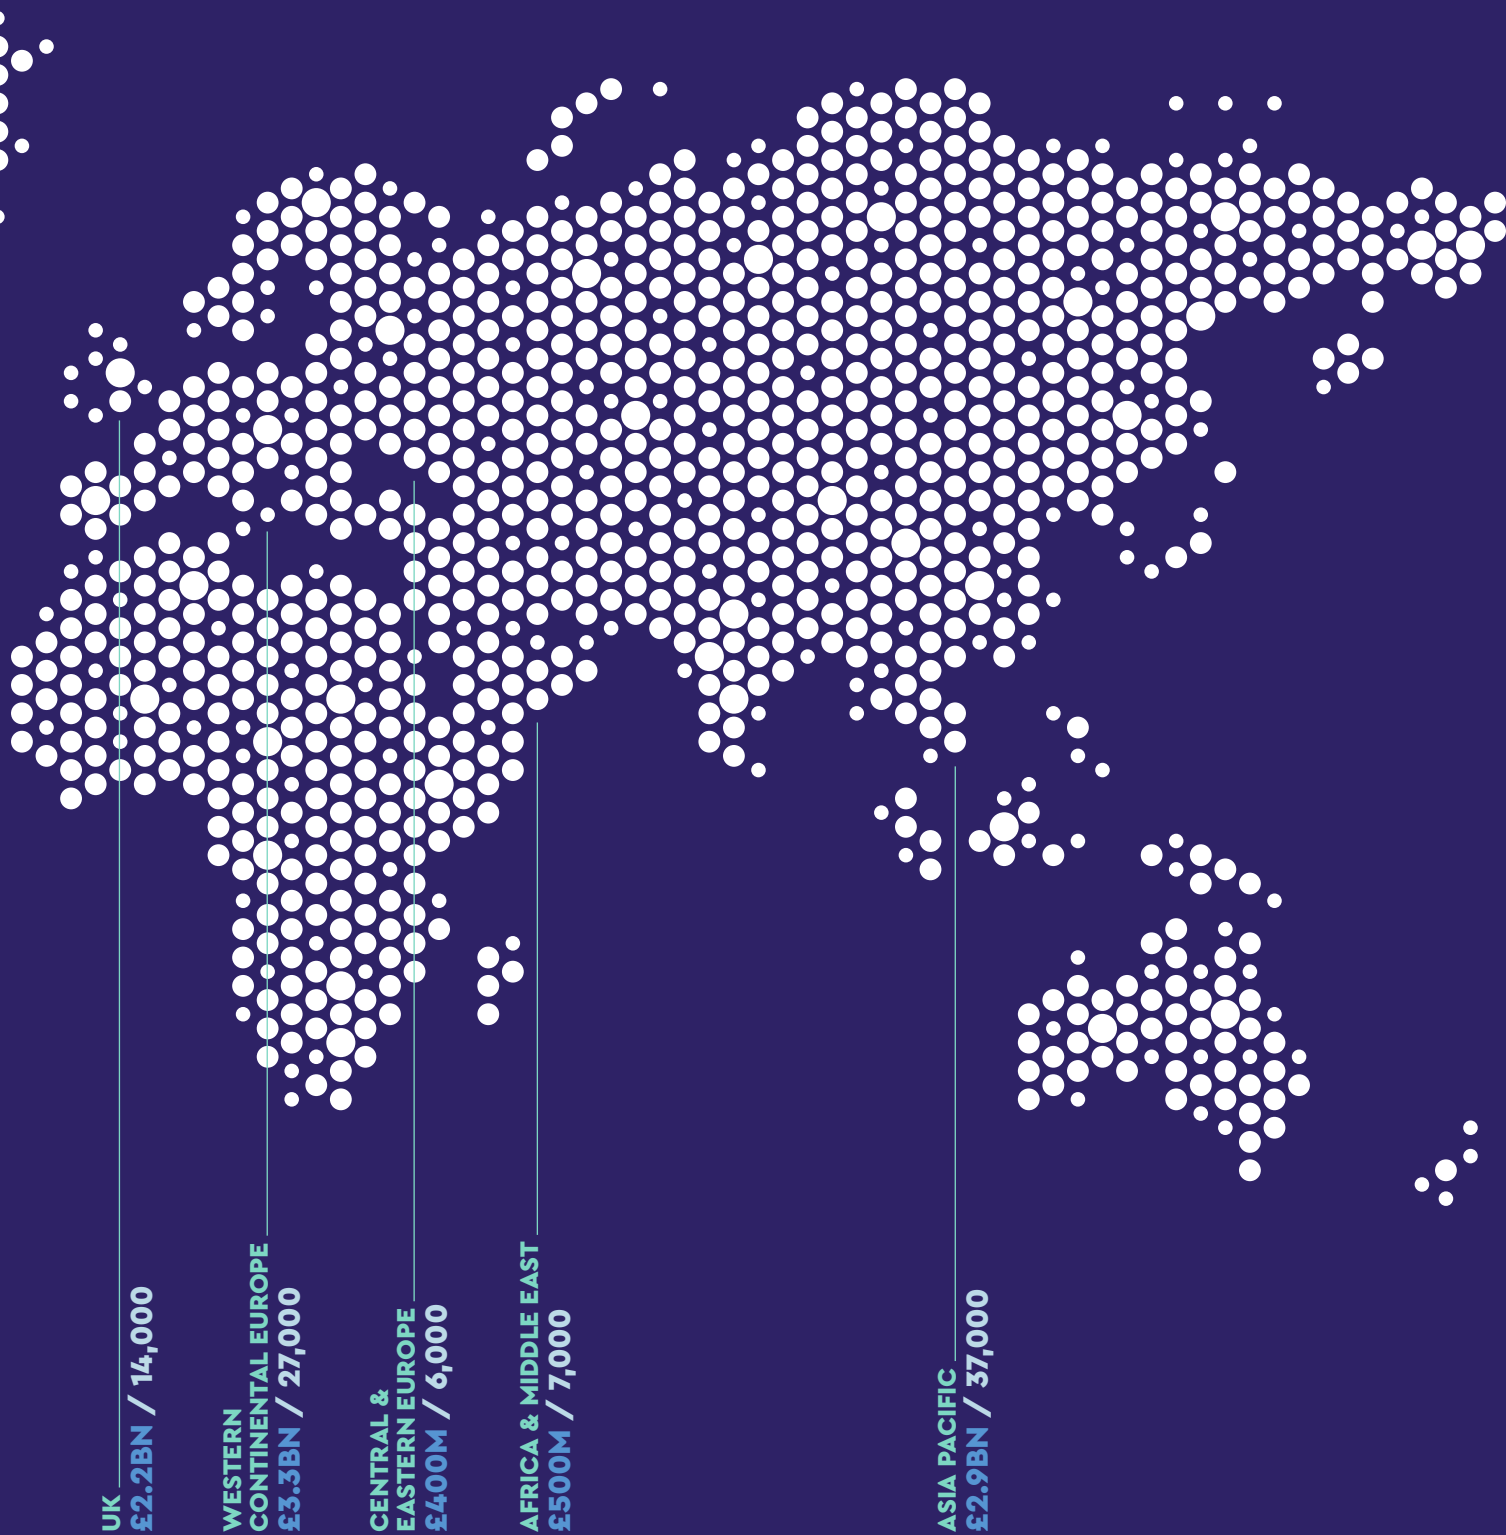 UK
£2.2BN / 14,000
WESTERN
CONTINENTAL EUROPE
£3.3BN / 27,000
CENTRAL &
EASTERN EUROPE
£400M / 6,000
AFRICA & MIDDLE EAST
£500M / 7,000
ASIA PACIFIC
£2.9BN / 37,000